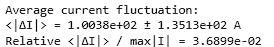 Average current fluctuation:
<|ΔI|> = 1.0038e+02 ± 1.3513e+02 A
Relative <|ΔI|> / max|I| = 3.6899e-02